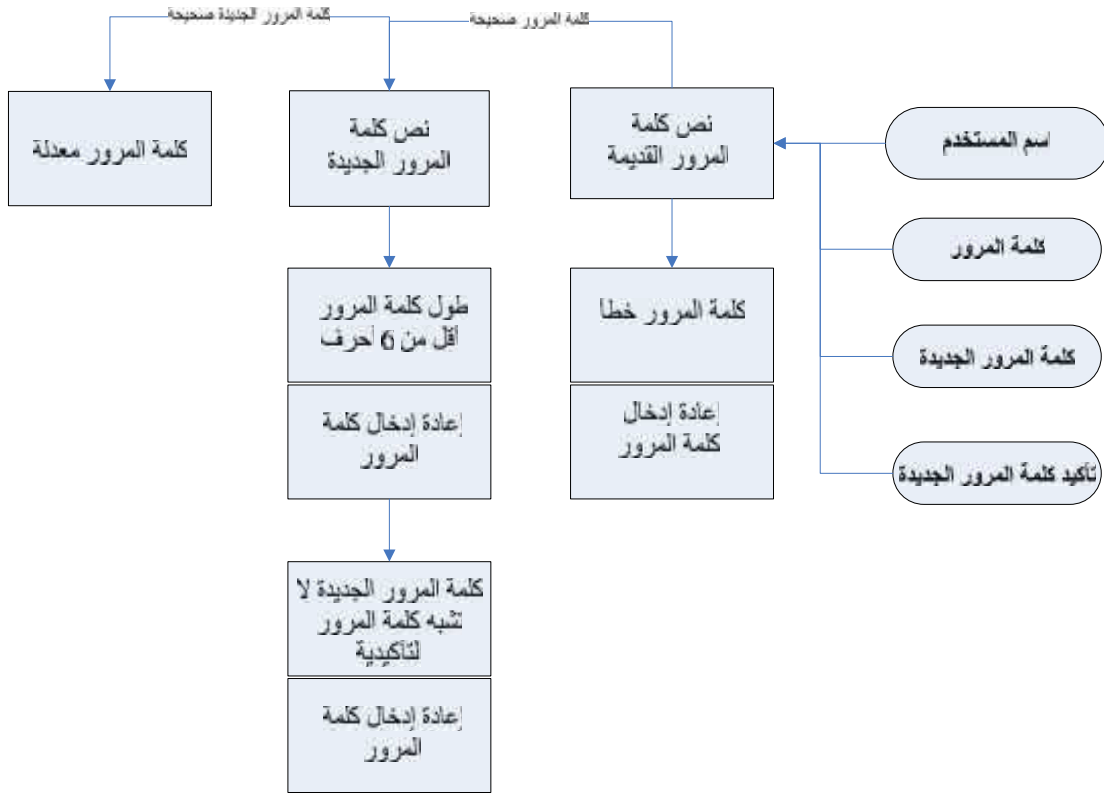 كلمة المرور صحيحة
كلمة المرور الجديدة صحيحة
اسم المستخدم
كلمة المرور
كلمة المرور الجديدة
تأكيد كلمة المرور الجديدة
نص كلمة
المرور القديمة
كلمة المرور خطأ
إعادة إدخال
كلمة المرور
نص كلمة
المرور الجديدة
طول كلمة المرور
أقل من 6 أحرف
إعادة إدخال كلمة
المرور
كلمة المرور الجديدة لا
تشبه كلمة المرور
لتأكيدية
إعادة إدخال كلمة
المرور
كلمة المرور معدلة